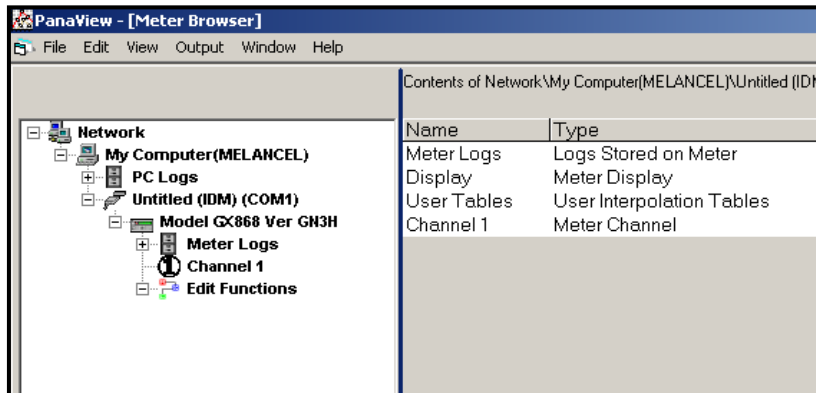 PanaView - [Meter Browser]
File Edit View Output Window Help
Contents of Network\My Computer(MELANCEL)\Untitled (IDM
Network
My Computer(MELANCEL)
PC Logs
Untitled (IDM) (COM1)
Model GX868 Ver GN3H
Meter Logs
1 Channel 1
Edit Functions
Name Type
Meter Logs Logs Stored on Meter
Display Meter Display
User Tables User Interpolation Tables
Channel 1 Meter Channel